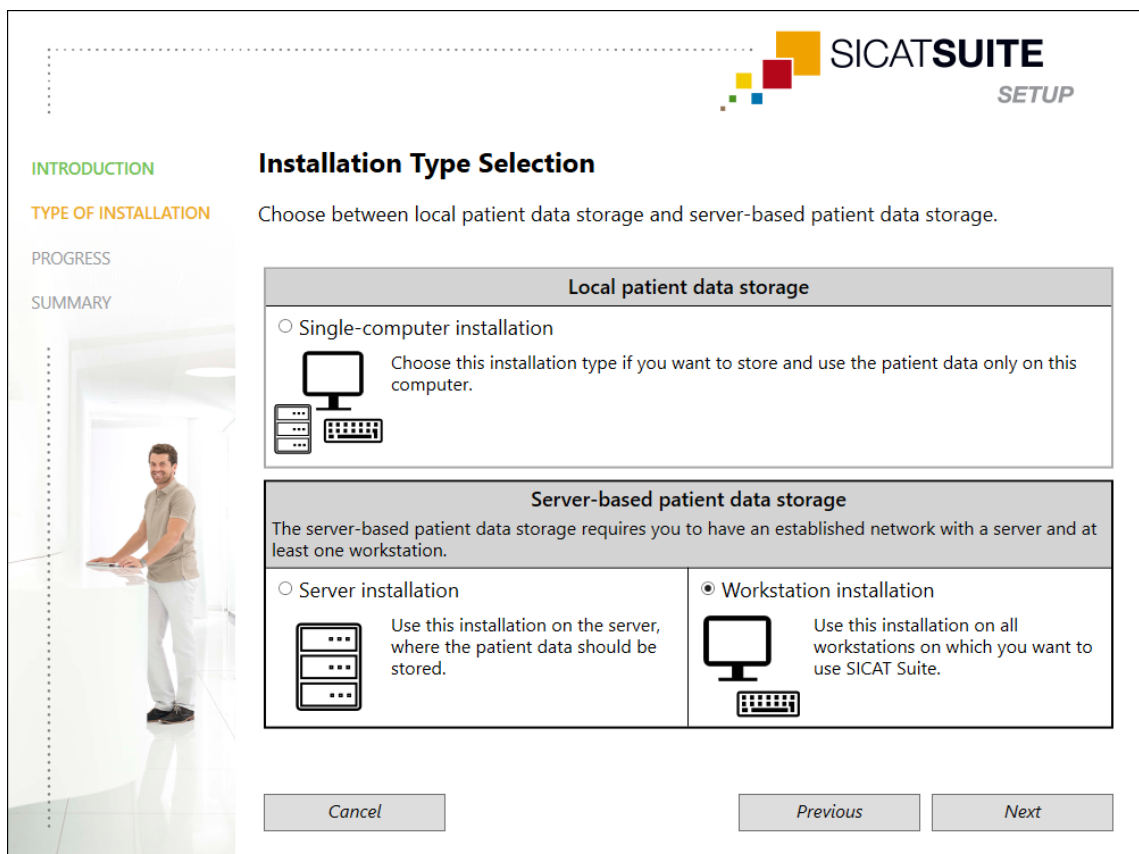 SICATSUITE
SETUP
INTRODUCTION
TYPE OF INSTALLATION
PROGRESS
SUMMARY
Installation Type Selection
Choose between local patient data storage and server-based patient data storage.
Local patient data storage
Single-computer installation
Choose this installation type if you want to store and use the patient data only on this
computer.
Server-based patient data storage
The server-based patient data storage requires you to have an established network with a server and at
least one workstation.
Server installation
Use this installation on the server,
where the patient data should be
stored.
Workstation installation
Use this installation on all
workstations on which you want to
use SICAT Suite.
Cancel
Previous
Next